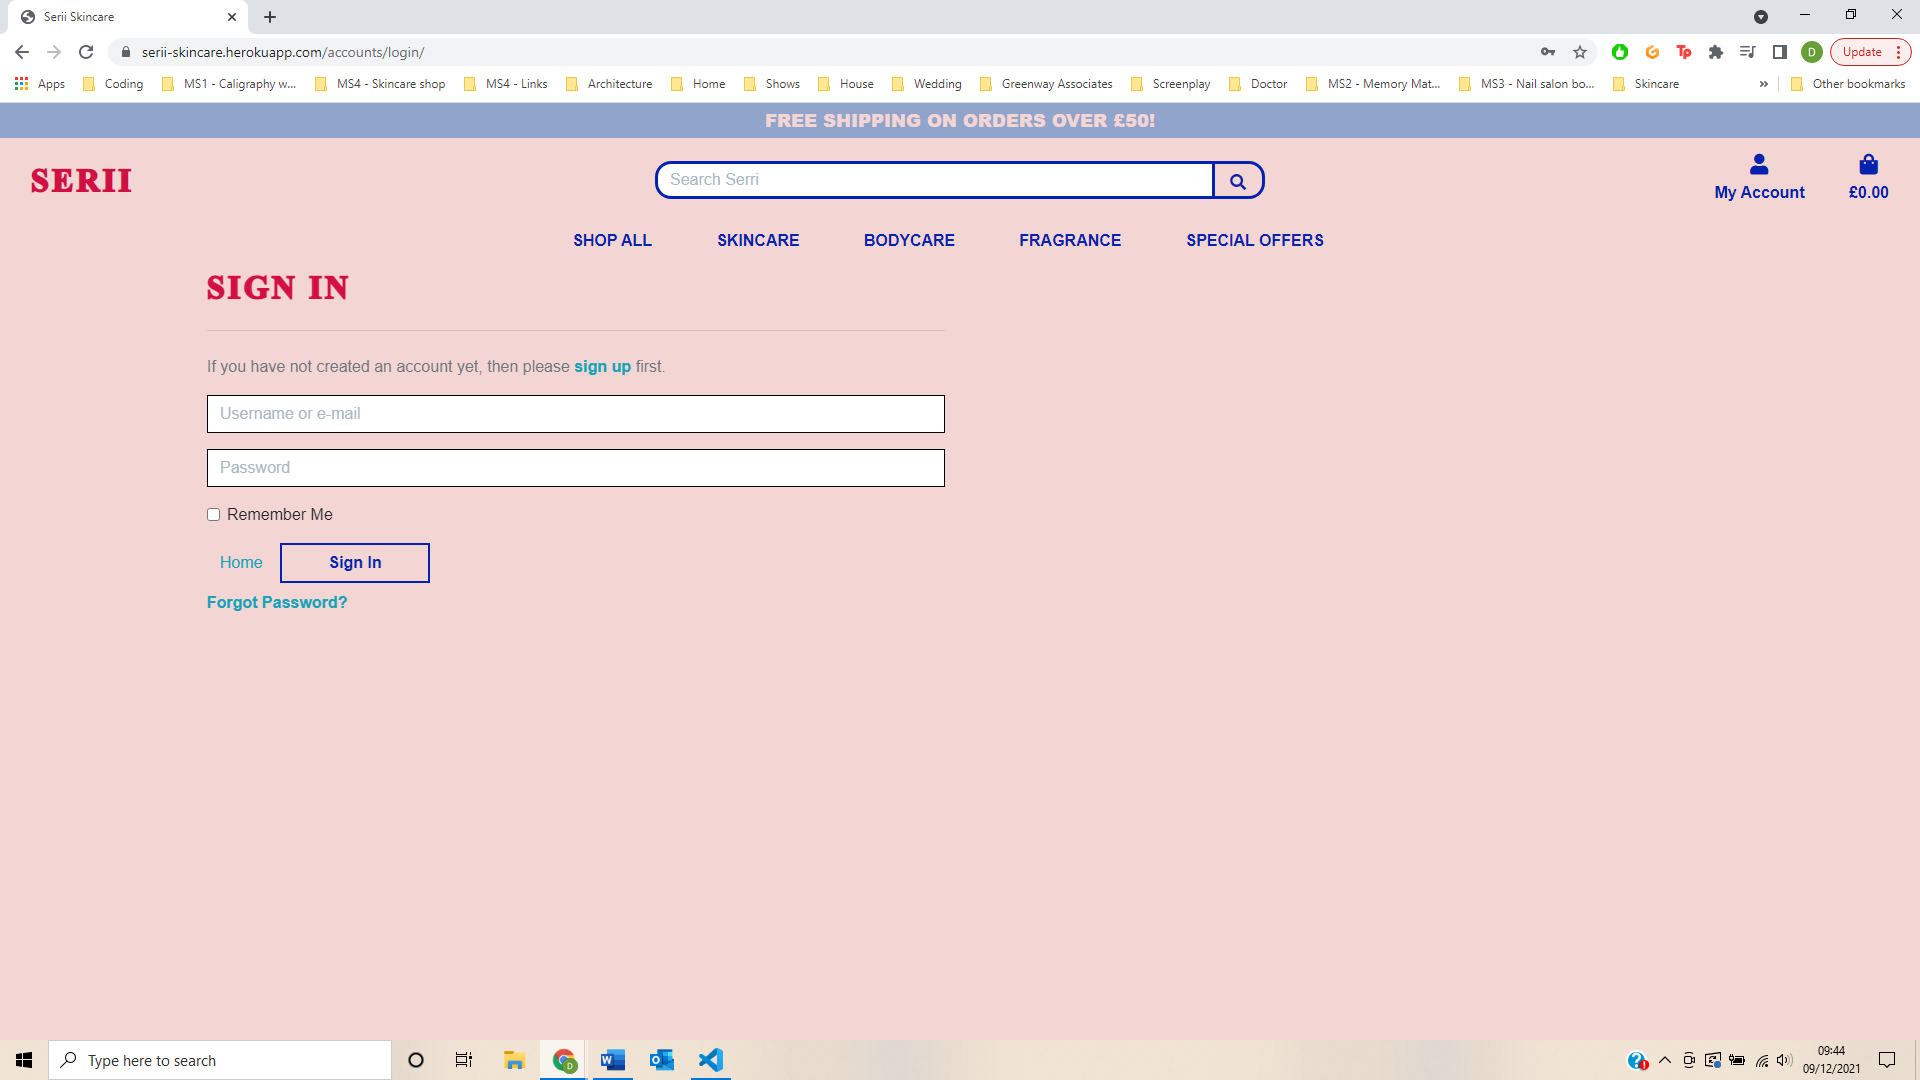 Serii Skincare
serii-skincare.herokuapp.com/accounts/login/
D
Update
Apps
Coding
MS1 - Caligraphy w...
MS4 - Skincare shop
MS4 - Links
Architecture
Home
Shows
House
Wedding
Greenway Associates
Screenplay
Doctor
MS2 - Memory Mat...
MS3 - Nail salon bo...
Skincare
»
Other bookmarks
FREE SHIPPING ON ORDERS OVER £50!
SERII
Search Serri
My Account
£0.00
SHOP ALL
SKINCARE
BODYCARE
FRAGRANCE
SPECIAL OFFERS
SIGN IN
If you have not created an account yet, then please sign up first.
Username or e-mail
Password
Remember Me
Home
Sign In
Forgot Password?
Type here to search
09:44
09/12/2021